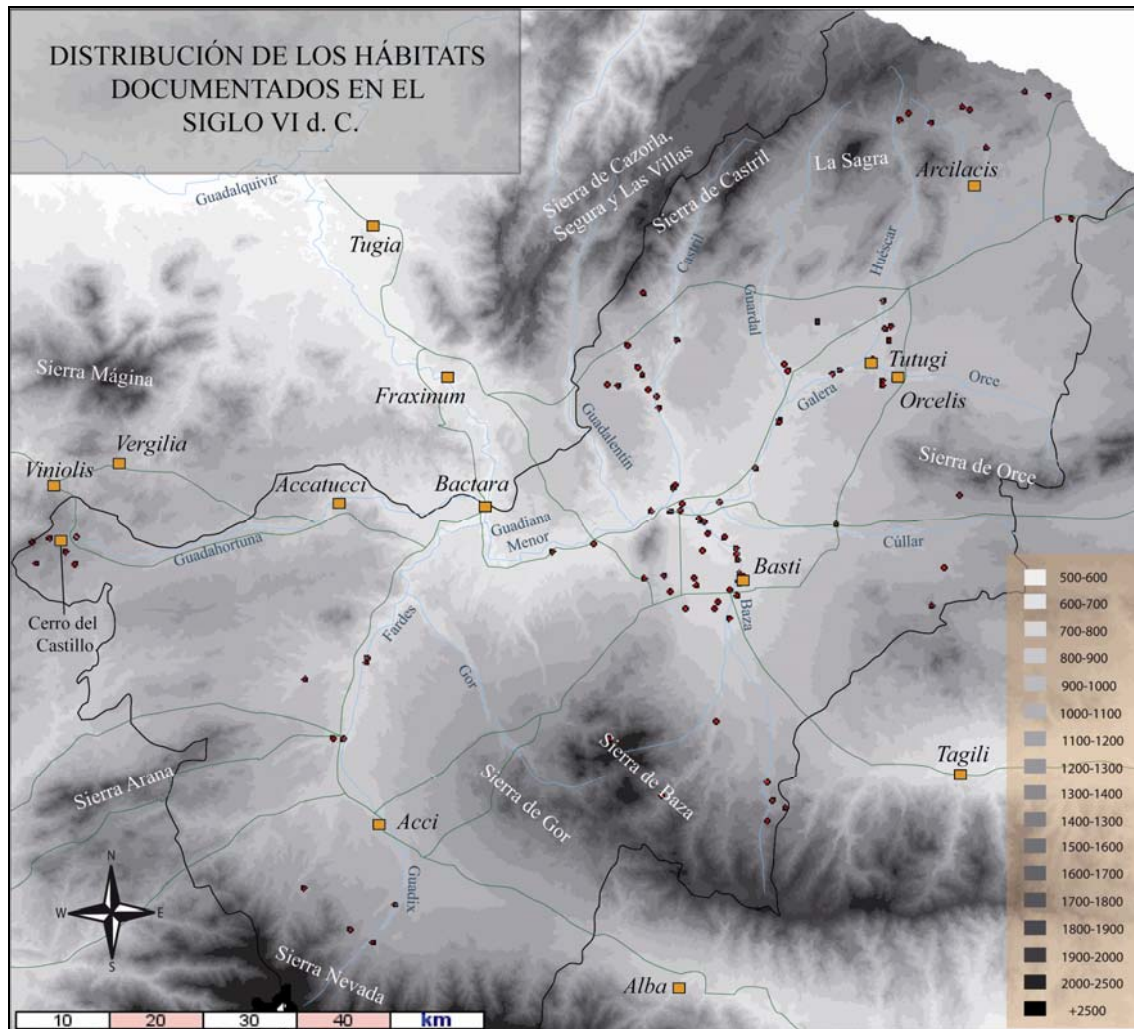 DISTRIBUCIÓN DE LOS HÁBITATS
DOCUMENTADOS EN EL
SIGLO VI d. C.
Guadalquivir
Tugia
Sierra de Cazorla,
Segura y Las Villas
Sierra de Castril
Castril
La Sagra
Arcilacis
Huéscar
Guardal
Sierra Mágina
Fraxinum
Tutugi
Galera
Orcelis
Orce
Guadalentín
Sierra de Orce
Vergilia
Viniolis
Accatucci
Bactara
Guadiana
Menor
Guadahortuna
Cúllar
Basti
Baza
Cerro del
Castillo
Fardes
Gor
Sierra Arana
Sierra de Gor
Sierra de Baza
Tagili
Acci
Guadix
Sierra Nevada
Alba
N
W
E
S
10
20
30
40
km
500-600
600-700
700-800
800-900
900-1000
1000-1100
1100-1200
1200-1300
1300-1400
1400-1300
1500-1600
1600-1700
1700-1800
1800-1900
1900-2000
2000-2500
+2500